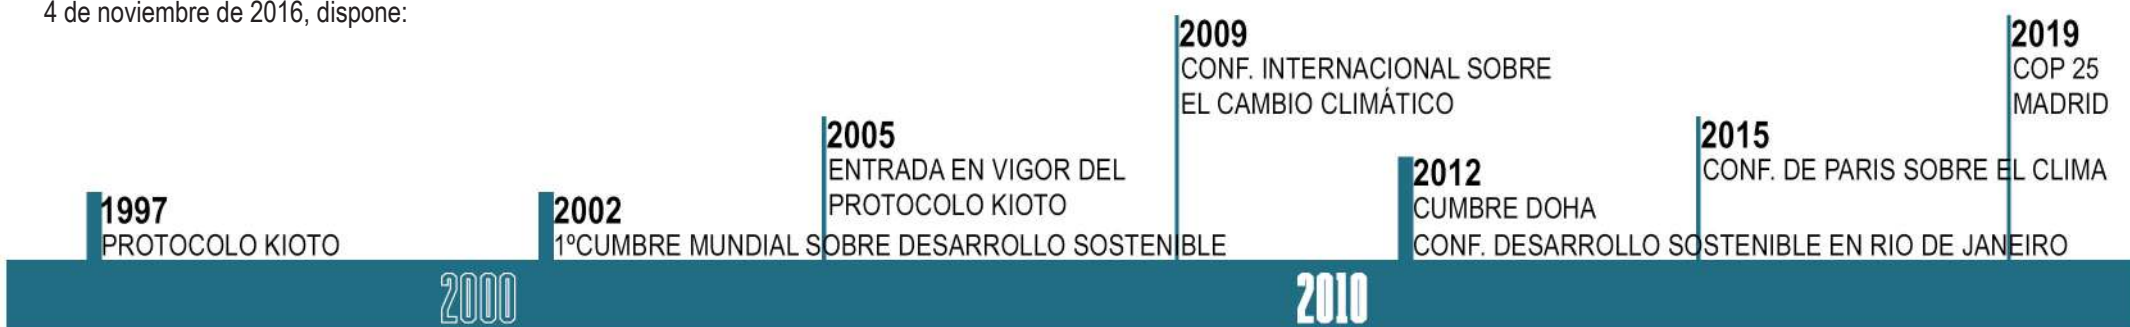 4 de noviembre de 2016, dispone:
1997
PROTOCOLO KIOTO
2002
1ºCUMBRE MUNDIAL SOBRE DESARROLLO SOSTENIBLE
2005
ENTRADA EN VIGOR DEL
PROTOCOLO KIOTO
2009
CONF. INTERNACIONAL SOBRE
EL CAMBIO CLIMÁTICO
2012
CUMBRE DOHA
CONF. DESARROLLO SOSTENIBLE EN RIO DE JANEIRO
2015
CONF. DE PARIS SOBRE EL CLIMA
2019
COP 25
MADRID
2000
2010